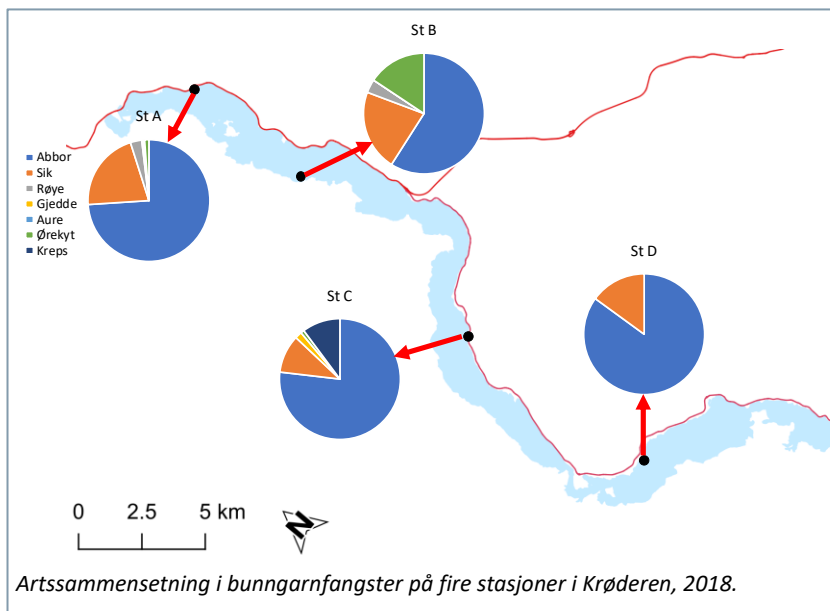 St B
St A
Abbor
Sik
Røye
Gjedde
Aure
Ørekyt
Kreps
St D
St C
0 2.5 5 km
N
Artssammensetning i bunngarnfangster på fire stasjoner i Krøderen, 2018.